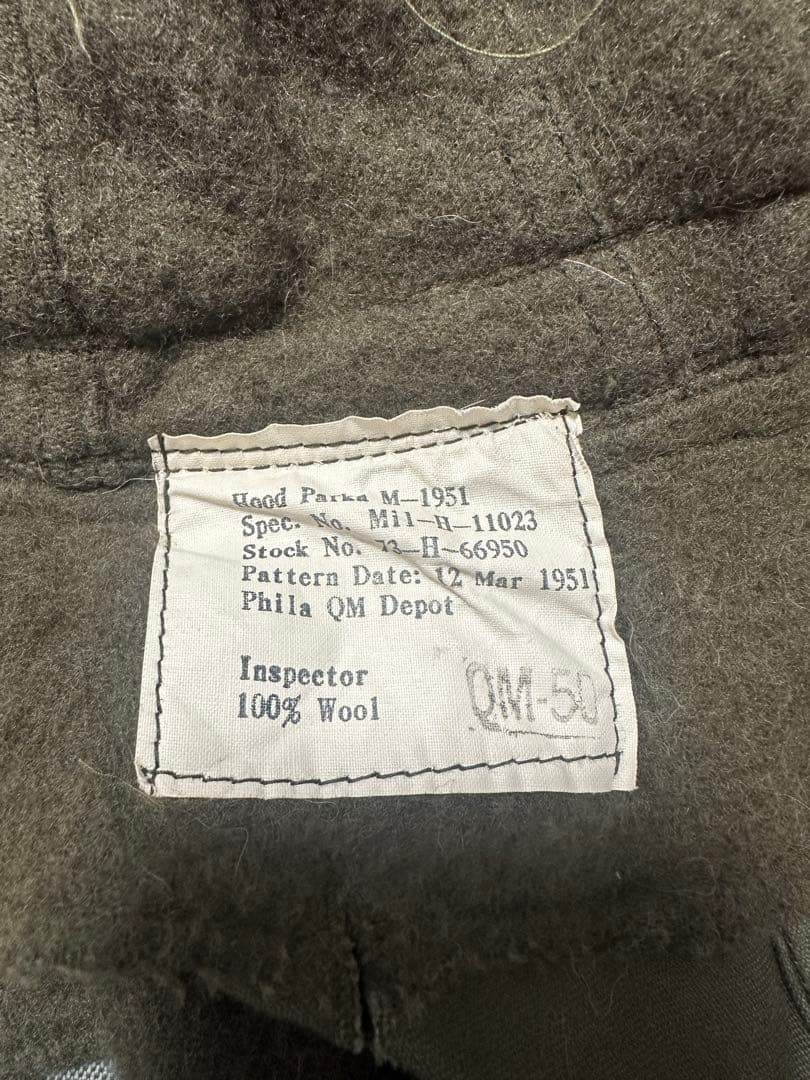 Hood Parka M-1951
Spec. No. Mil-H-11023
Stock No. 73-H-66950
Pattern Date: 12 Mar 1951
Phila QM Depot
Inspector
100% Wool
QM-50